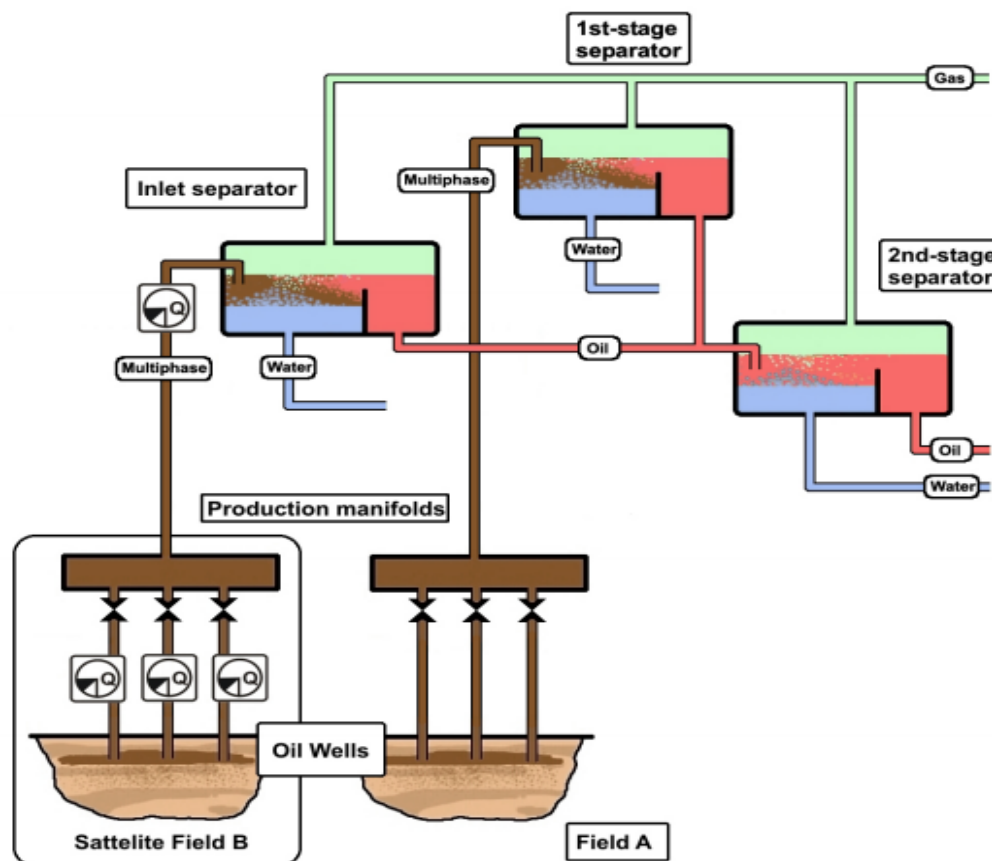 1st-stage
separator
Gas
Multiphase
Inlet separator
Water
2nd-stage
separator
Q
Oil
Multiphase
Water
Oil
Water
Production manifolds
Q Q Q
Oil Wells
Sattelite Field B
Field A